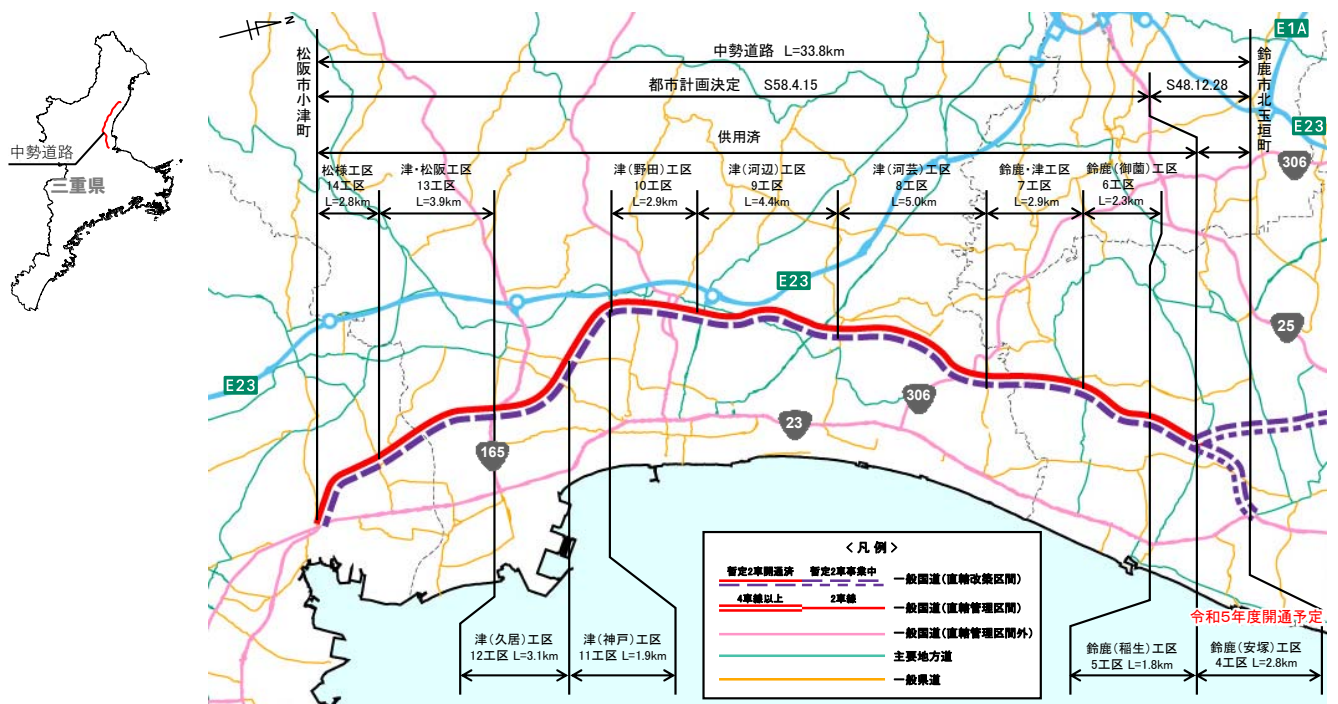 中勢道路
三重県
N
中勢道路 L=33.8km
都市計画決定 S58.4.15
S48.12.28
供用済
松阪市小津町
鈴鹿市北玉垣町
松様工区
14工区
L=2.8km
津・松阪工区
13工区
L=3.9km
津（野田）工区
10工区
L=2.9km
津（河辺）工区
9工区
L=4.4km
津（河芸）工区
8工区
L=5.0km
鈴鹿・津工区
7工区
L=2.9km
鈴鹿（御薗）工区
6工区
L=2.3km
E1A
E23
306
E23
25
E23
306
23
165
津（久居）工区
12工区 L=3.1km
津（神戸）工区
11工区 L=1.9km
令和5年度開通予定
鈴鹿（稲生）工区
5工区 L=1.8km
鈴鹿（安塚）工区
4工区 L=2.8km
＜凡 例＞
暫定2車開通済 暫定2車事業中 一般国道（直轄改築区間）
4車線以上 2車線 一般国道（直轄管理区間）
一般国道（直轄管理区間外）
主要地方道
一般県道